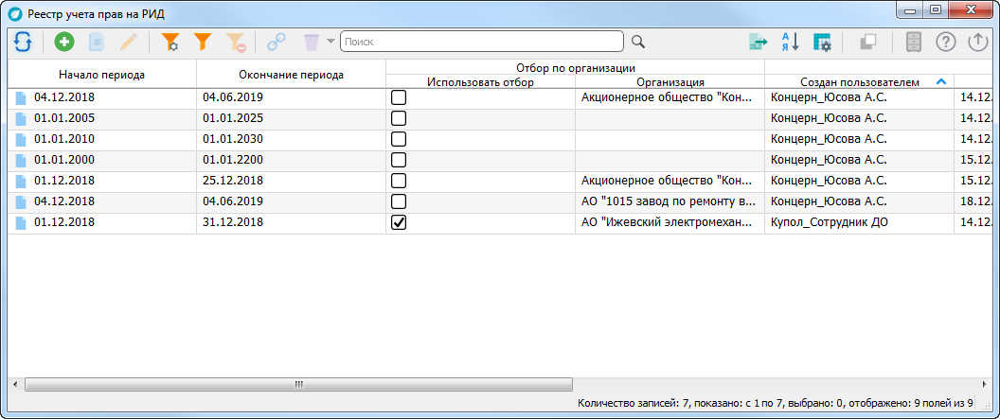 Реестр учета прав на РИД
Поиск
А Я
Начало периода Окончание периода Отбор по организации
Использовать отбор Организация Создан пользователем
04.12.2018 04.06.2019 Акционерное общество "Кон... Концерн_Юсова А.С. 14.12.
01.01.2005 01.01.2025 Концерн_Юсова А.С. 14.12.
01.01.2010 01.01.2030 Концерн_Юсова А.С. 14.12.
01.01.2000 01.01.2200 Концерн_Юсова А.С. 15.12.
01.12.2018 25.12.2018 Акционерное общество "Кон... Концерн_Юсова А.С. 15.12.
04.12.2018 04.06.2019 АО "1015 завод по ремонту в... Концерн_Юсова А.С. 18.12.
01.12.2018 31.12.2018 АО "Ижевский электромехан... Купол_Сотрудник ДО 14.12.
Количество записей: 7, показано: с 1 по 7, выбрано: 0, отображено: 9 полей из 9